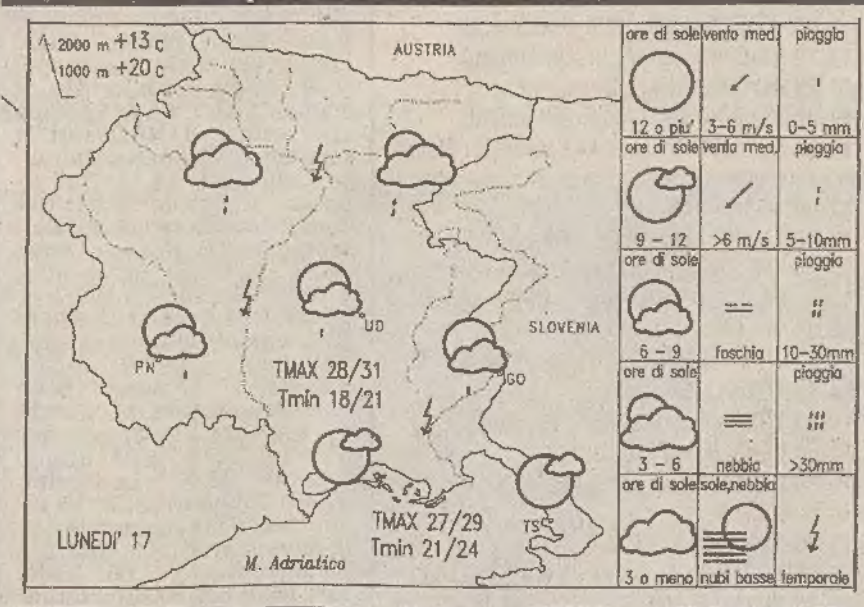 2000 m +13 c
1000 m +20 c
AUSTRIA
SLOVENIA
UD
PN
GO
TMAX 28/31
Tmin 18/21
TS
TMAX 27/29
Tmin 21/24
LUNEDI' 17
M. Adriatico
ore di sole vento med. pioggia
12 o piu' 3-6 m/s 0-5 mm
ore di sole vento med. pioggia
9 - 12 >6 m/s 5-10mm
ore di sole pioggia
6 - 9 foschia 10-30mm
ore di sole pioggia
3 - 6 nebbia >30mm
ore di sole sole,nebbia
3 o meno nubi basse temporale